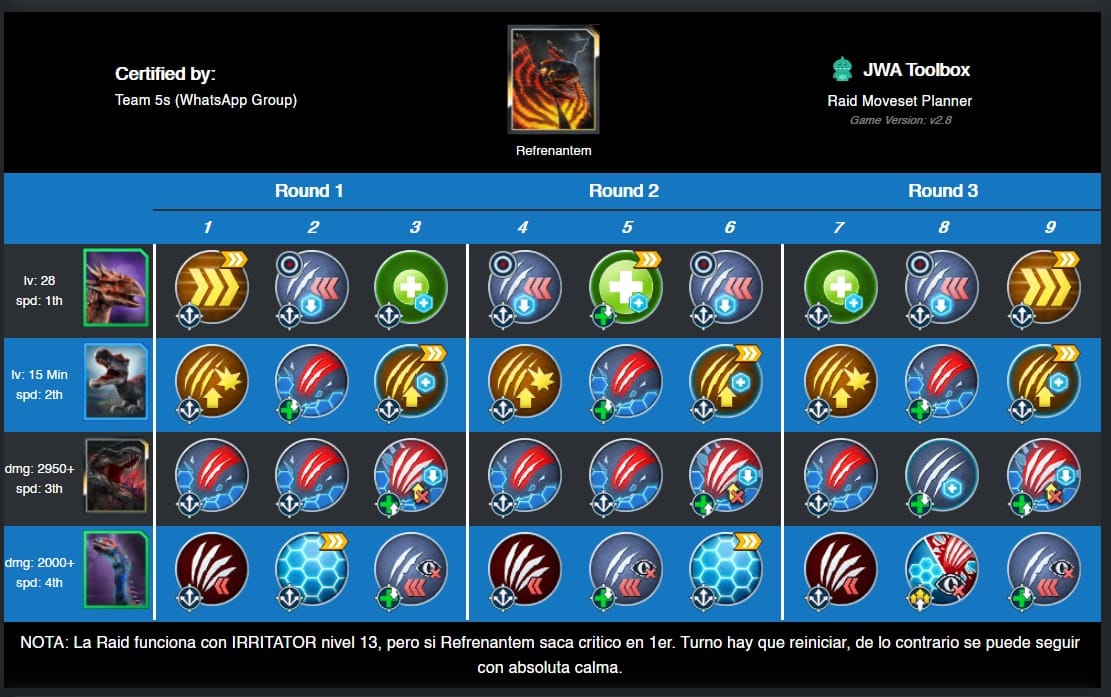 Certified by:
Team 5s (WhatsApp Group)
Refrenantem
JWA Toolbox
Raid Moveset Planner
Game Version: v2.8
Round 1
Round 2
Round 3
1 2 3 4 5 6 7 8 9
lv: 28
spd: 1th
lv: 15 Min
spd: 2th
dmg: 2950+
spd: 3th
dmg: 2000+
spd: 4th
NOTA: La Raid funciona con IRRITATOR nivel 13, pero si Refrenantem saca critico en 1er. Turno hay que reiniciar, de lo contrario se puede seguir
con absoluta calma.